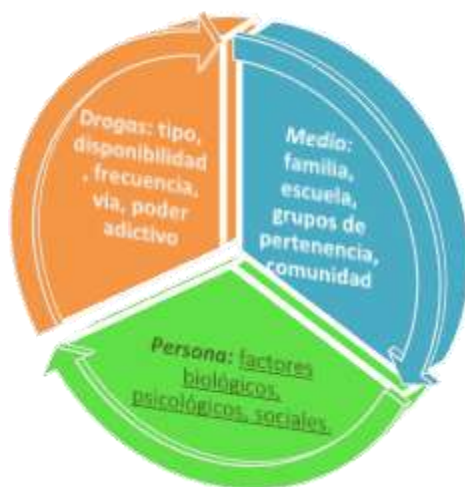 Drogas: tipo,
disponibilidad
, frecuencia,
vía, poder
adictivo
Medio:
familia,
escuela,
grupos de
pertenencia,
comunidad
Persona: factores
biológicos,
psicológicos, sociales.